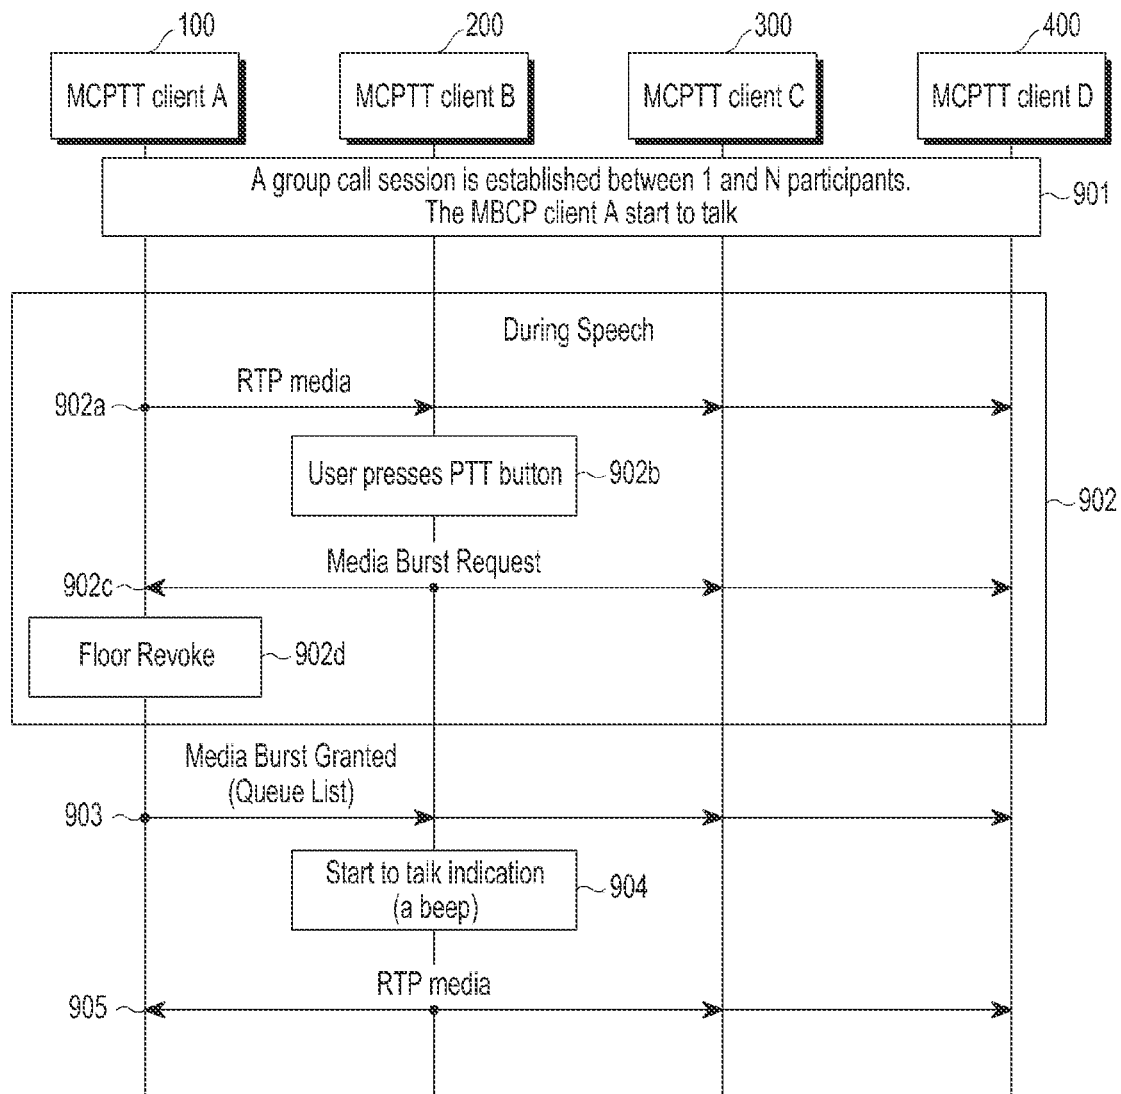 100 200 300 400
MCPTT client A MCPTT client B MCPTT client C MCPTT client D
A group call session is established between 1 and N participants.
The MBCP client A start to talk
901
During Speech
RTP media
902a
User presses PTT button
902b
902
Media Burst Request
902c
Floor Revoke
902d
Media Burst Granted
(Queue List)
903
Start to talk indication
(a beep)
904
RTP media
905